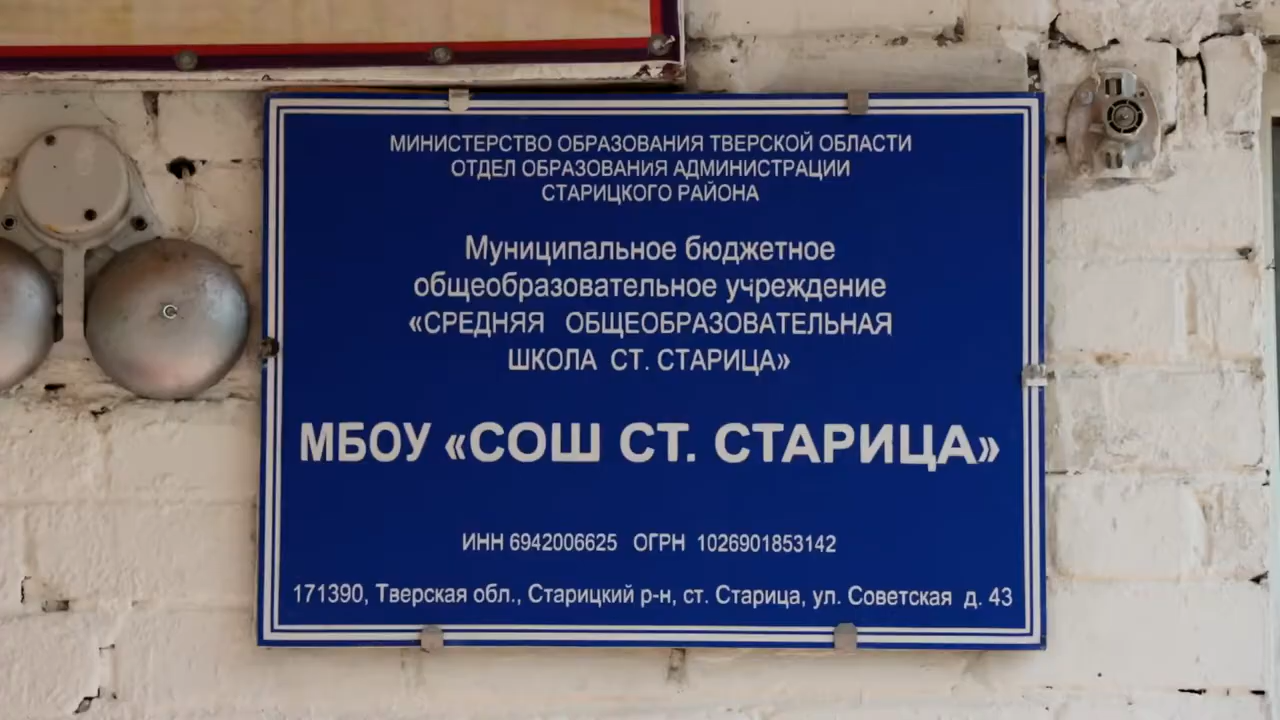 МИНИСТЕРСТВО ОБРАЗОВАНИЯ ТВЕРСКОЙ ОБЛАСТИ
ОТДЕЛ ОБРАЗОВАНИЯ АДМИНИСТРАЦИИ
СТАРИЦКОГО РАЙОНА
Муниципальное бюджетное
общеобразовательное учреждение
«СРЕДНЯЯ ОБЩЕОБРАЗОВАТЕЛЬНАЯ
ШКОЛА СТ. СТАРИЦА»
МБОУ «СОШ СТ. СТАРИЦА»
ИНН 6942006625 ОГРН 1026901853142
171390, Тверская обл., Старицкий р-н, ст. Старица, ул. Советская д. 43